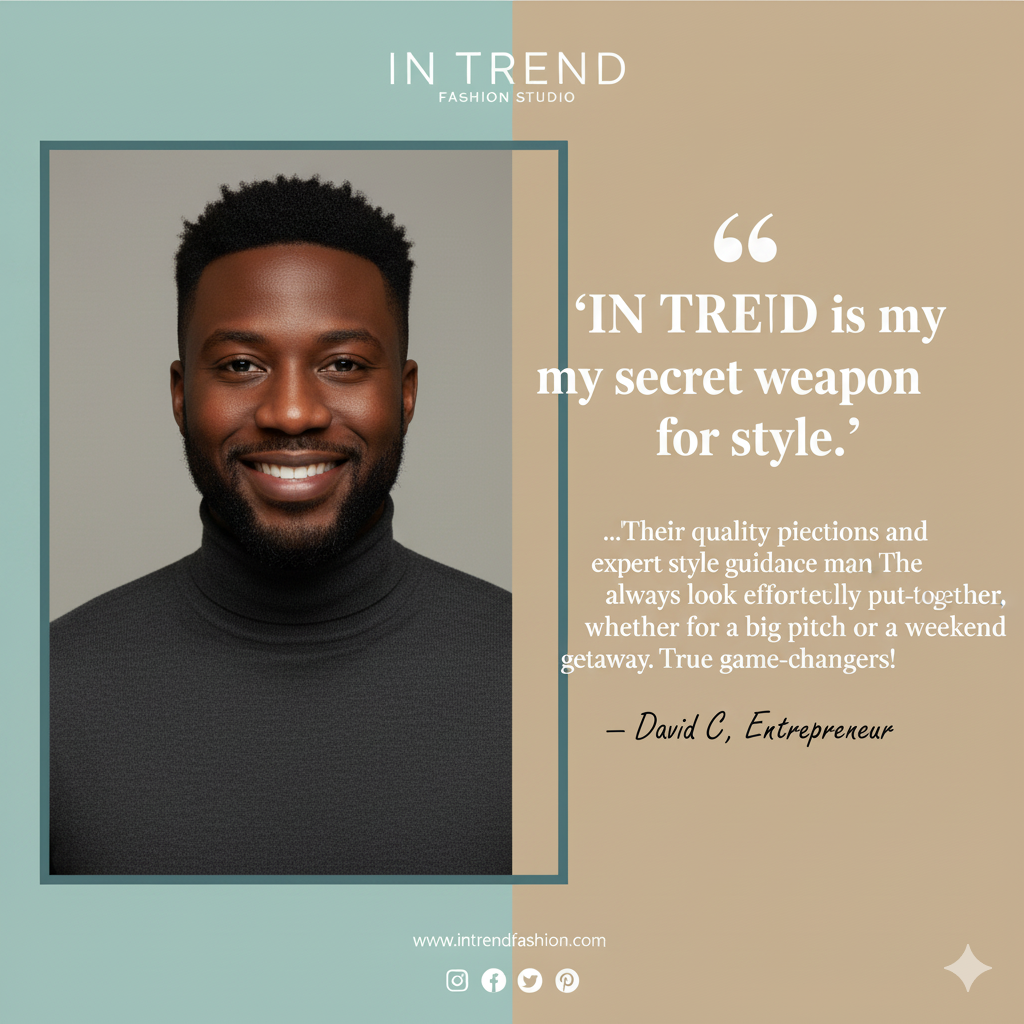 IN TREND
FASHION STUDIO
“
‘IN TREID is my
my secret weapon
for style.’
...'Their quality piections and
expert style guidance man The
always look effortetlly put-together,
whether for a big pitch or a weekend
getaway. True game-changers!
– David C, Entrepreneur
www.intrendfashion.com